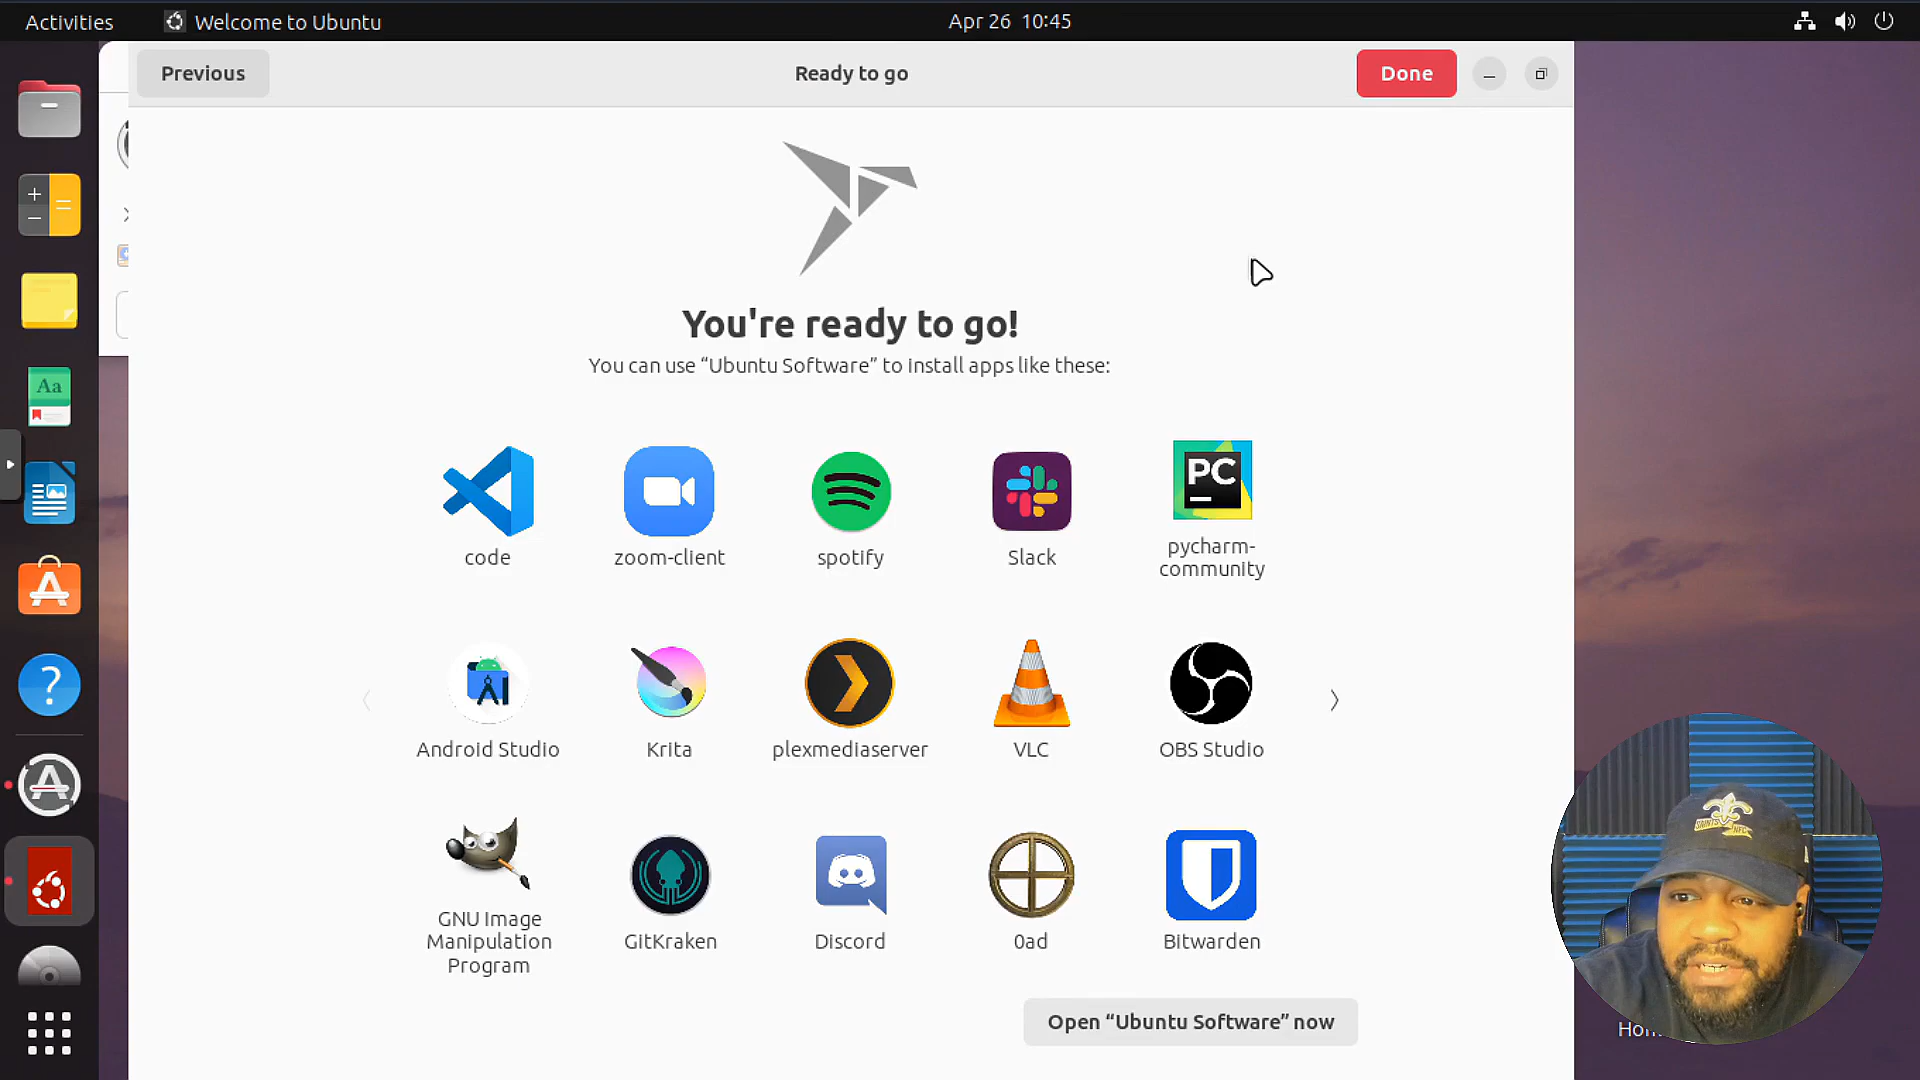 Activities
Welcome to Ubuntu
Apr 26 10:45
Previous
Ready to go
Done
You're ready to go!
You can use “Ubuntu Software” to install apps like these:
code
zoom-client
spotify
Slack
PC
pycharm-
community
Android Studio
Krita
plexmediaserver
VLC
OBS Studio
GNU Image
Manipulation
Program
GitKraken
Discord
0ad
Bitwarden
Open “Ubuntu Software” now
Aa
SAINTS
NFC